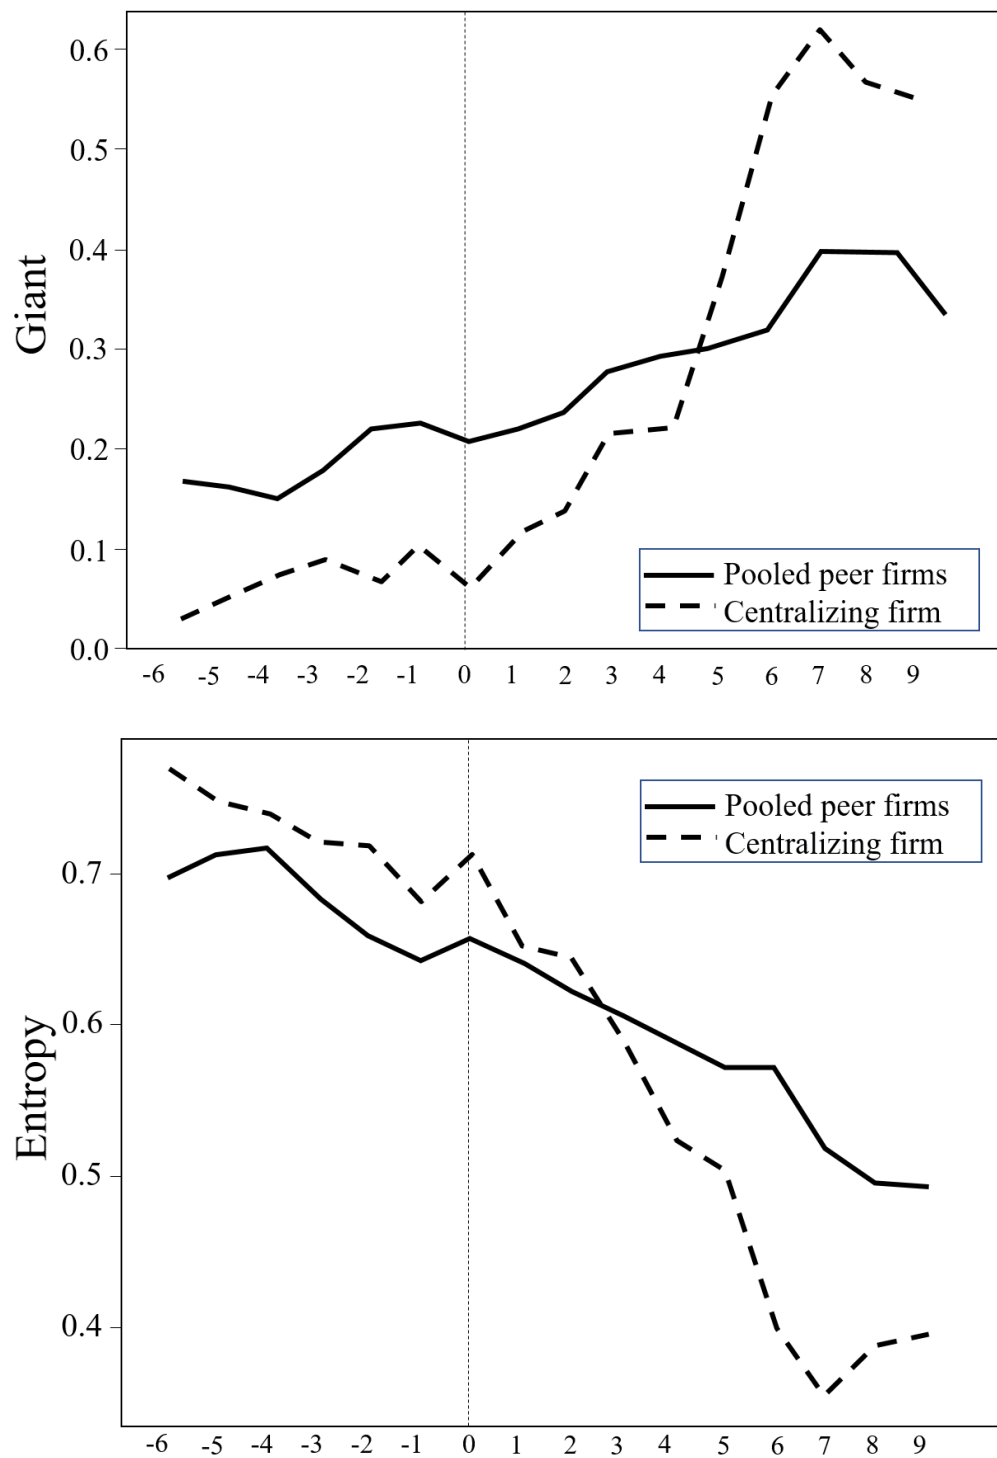 0.6
0.5
0.4
0.3
0.2
0.1
0.0
Giant
Pooled peer firms
Centralizing firm
-6 -5 -4 -3 -2 -1 0 1 2 3 4 5 6 7 8 9
Pooled peer firms
Centralizing firm
0.7
0.6
0.5
0.4
Entropy
-6 -5 -4 -3 -2 -1 0 1 2 3 4 5 6 7 8 9